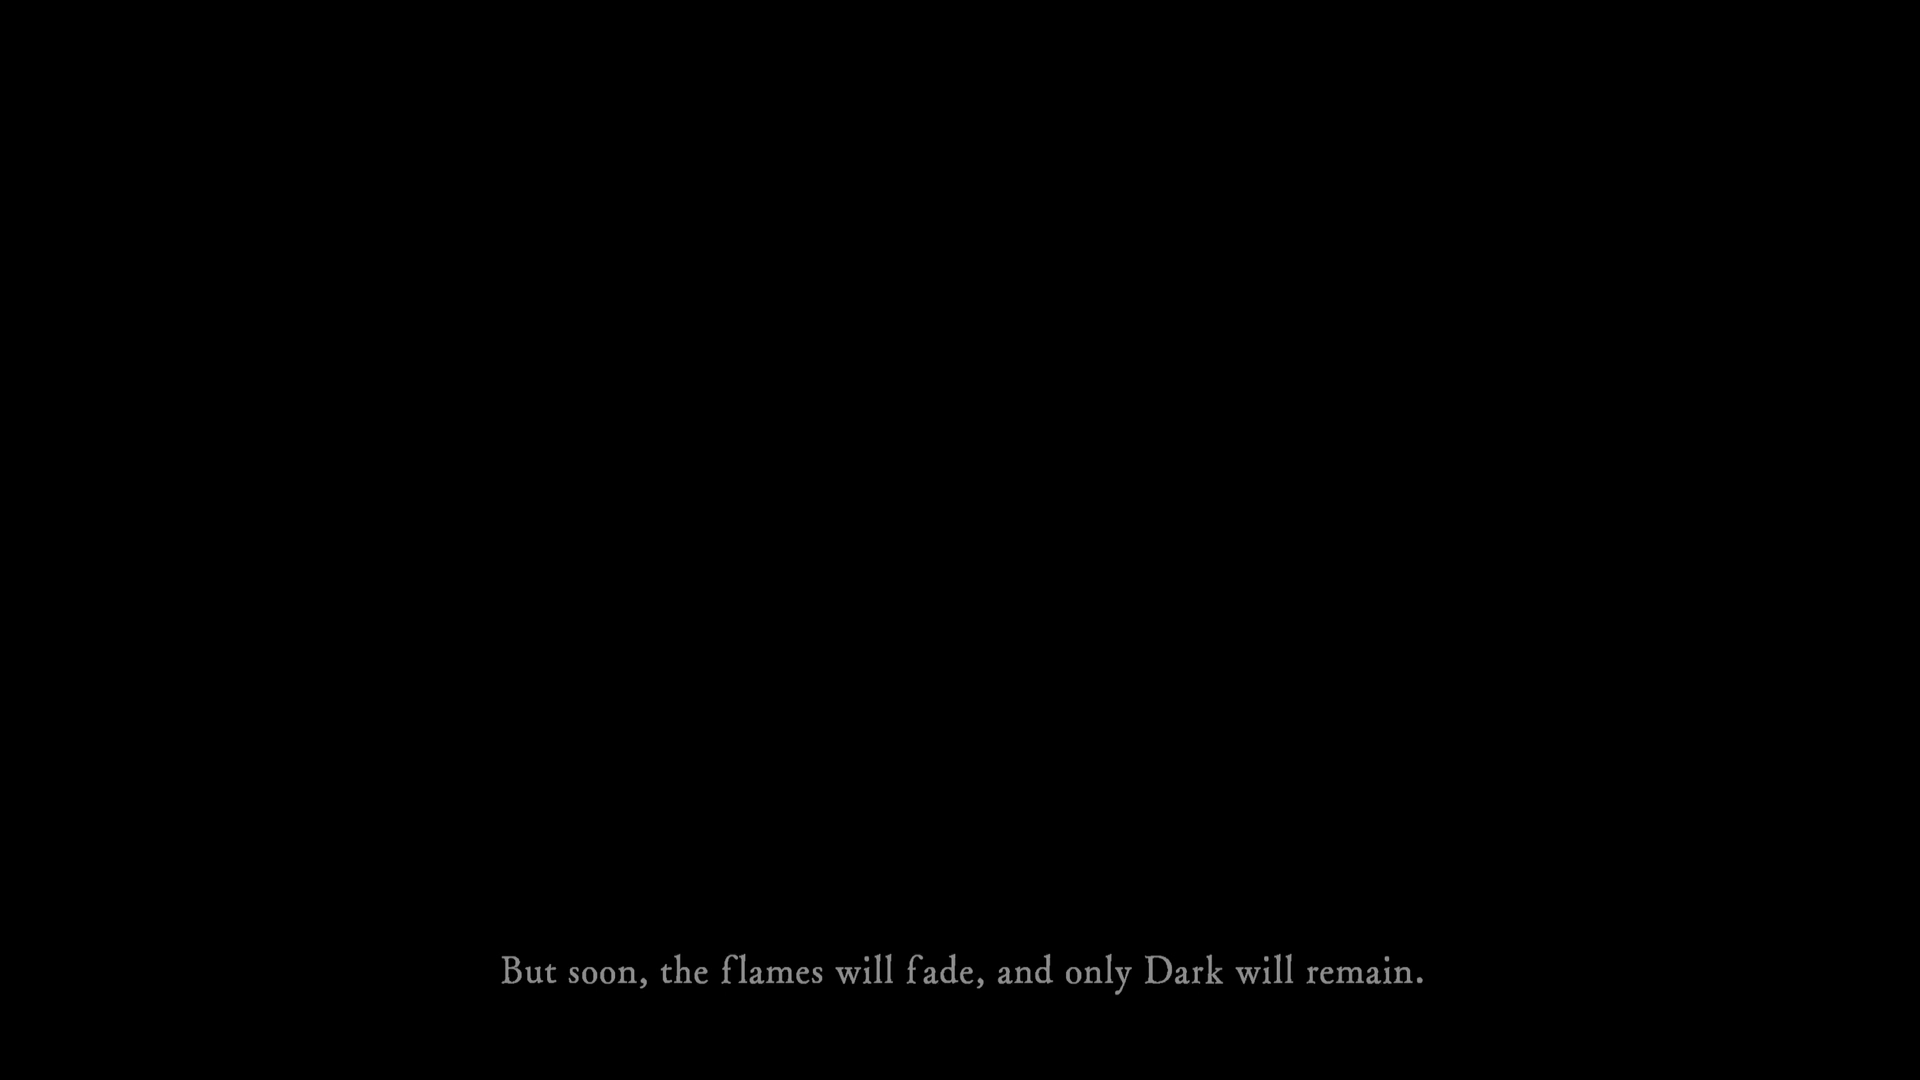 But soon, the flames will fade, and only Dark will remain.